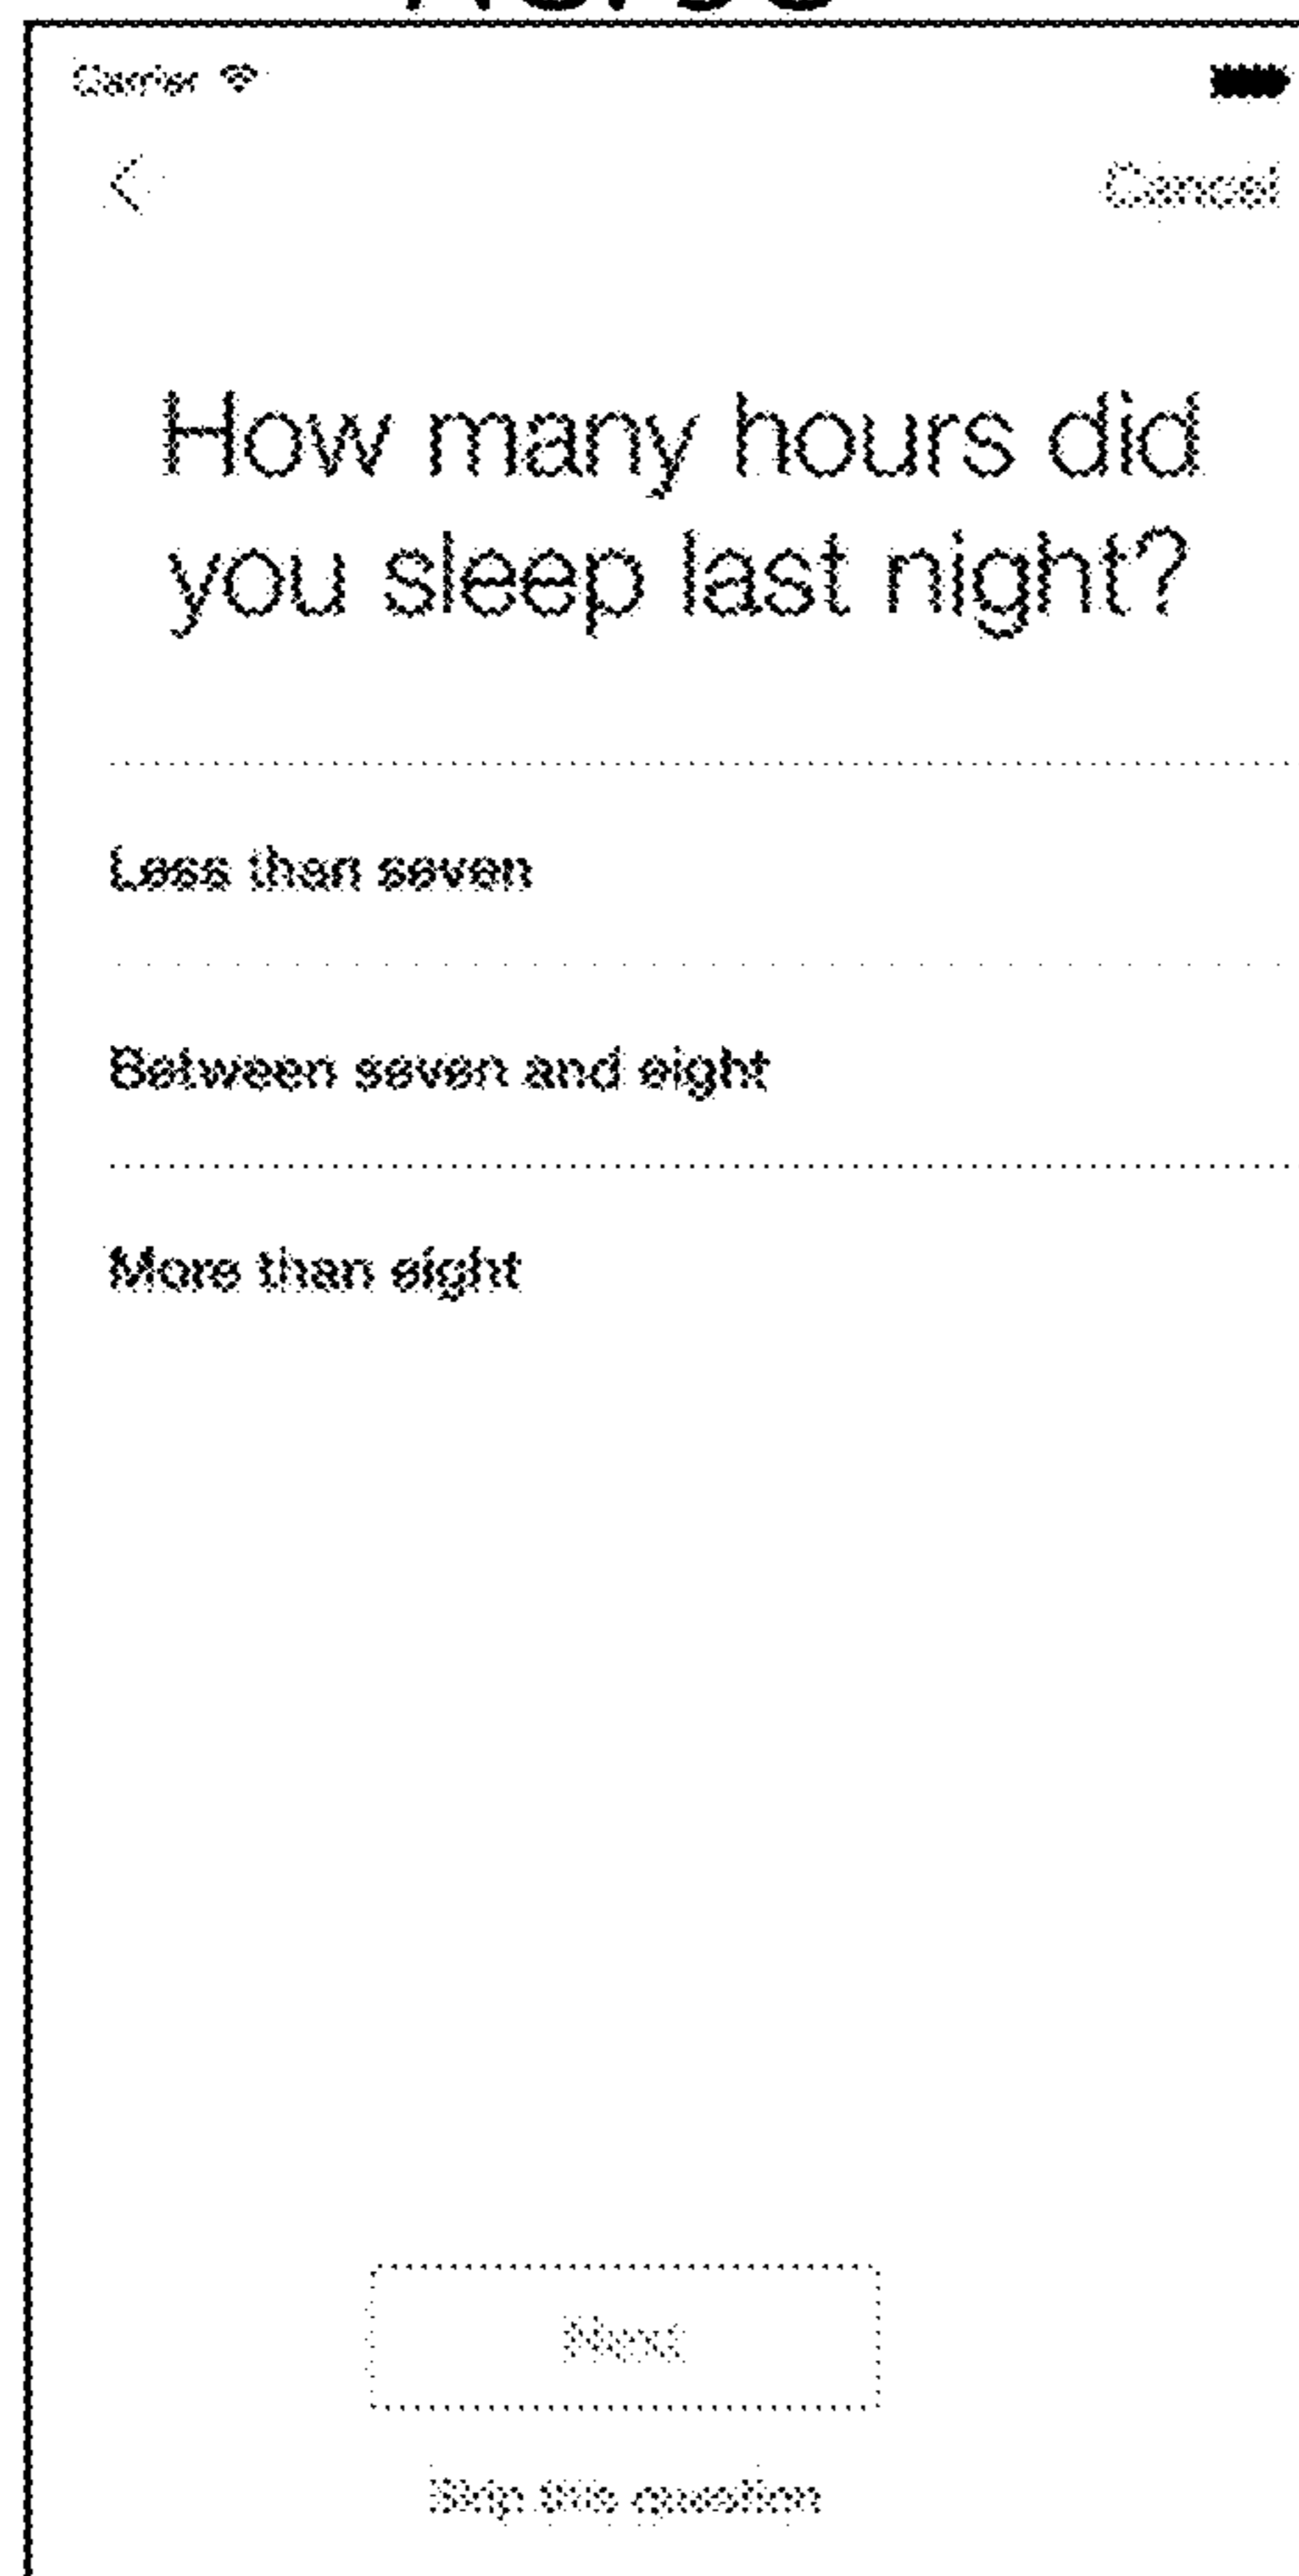 Carrier
Cancel
How many hours did
you sleep last night?
Less than seven
Between seven and eight
More than eight
Next
Skip this question